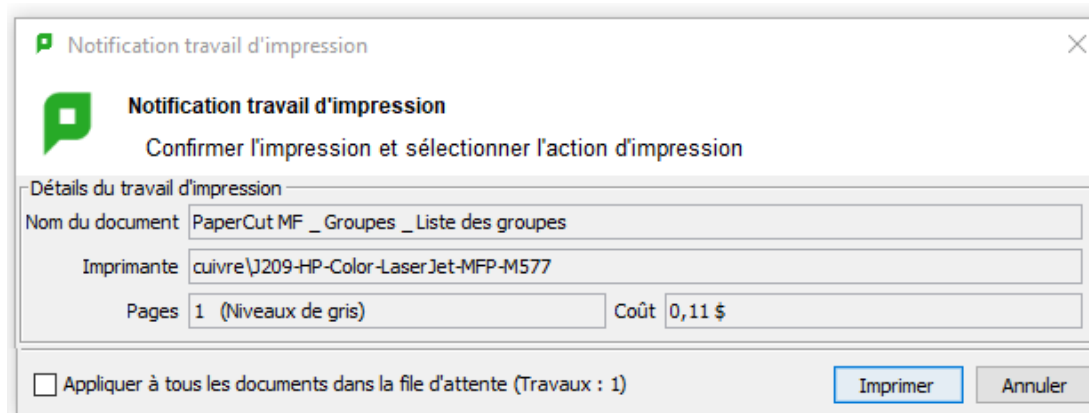 Notification travail d'impression
Notification travail d'impression
Confirmer l'impression et sélectionner l'action d'impression
Détails du travail d'impression
Nom du document PaperCut MF _ Groupes _ Liste des groupes
Imprimante cuivre\J209-HP-Color-LaserJet-MFP-M577
Pages 1 (Niveaux de gris) Coût 0,11 $
Appliquer à tous les documents dans la file d'attente (Travaux : 1) Imprimer Annuler